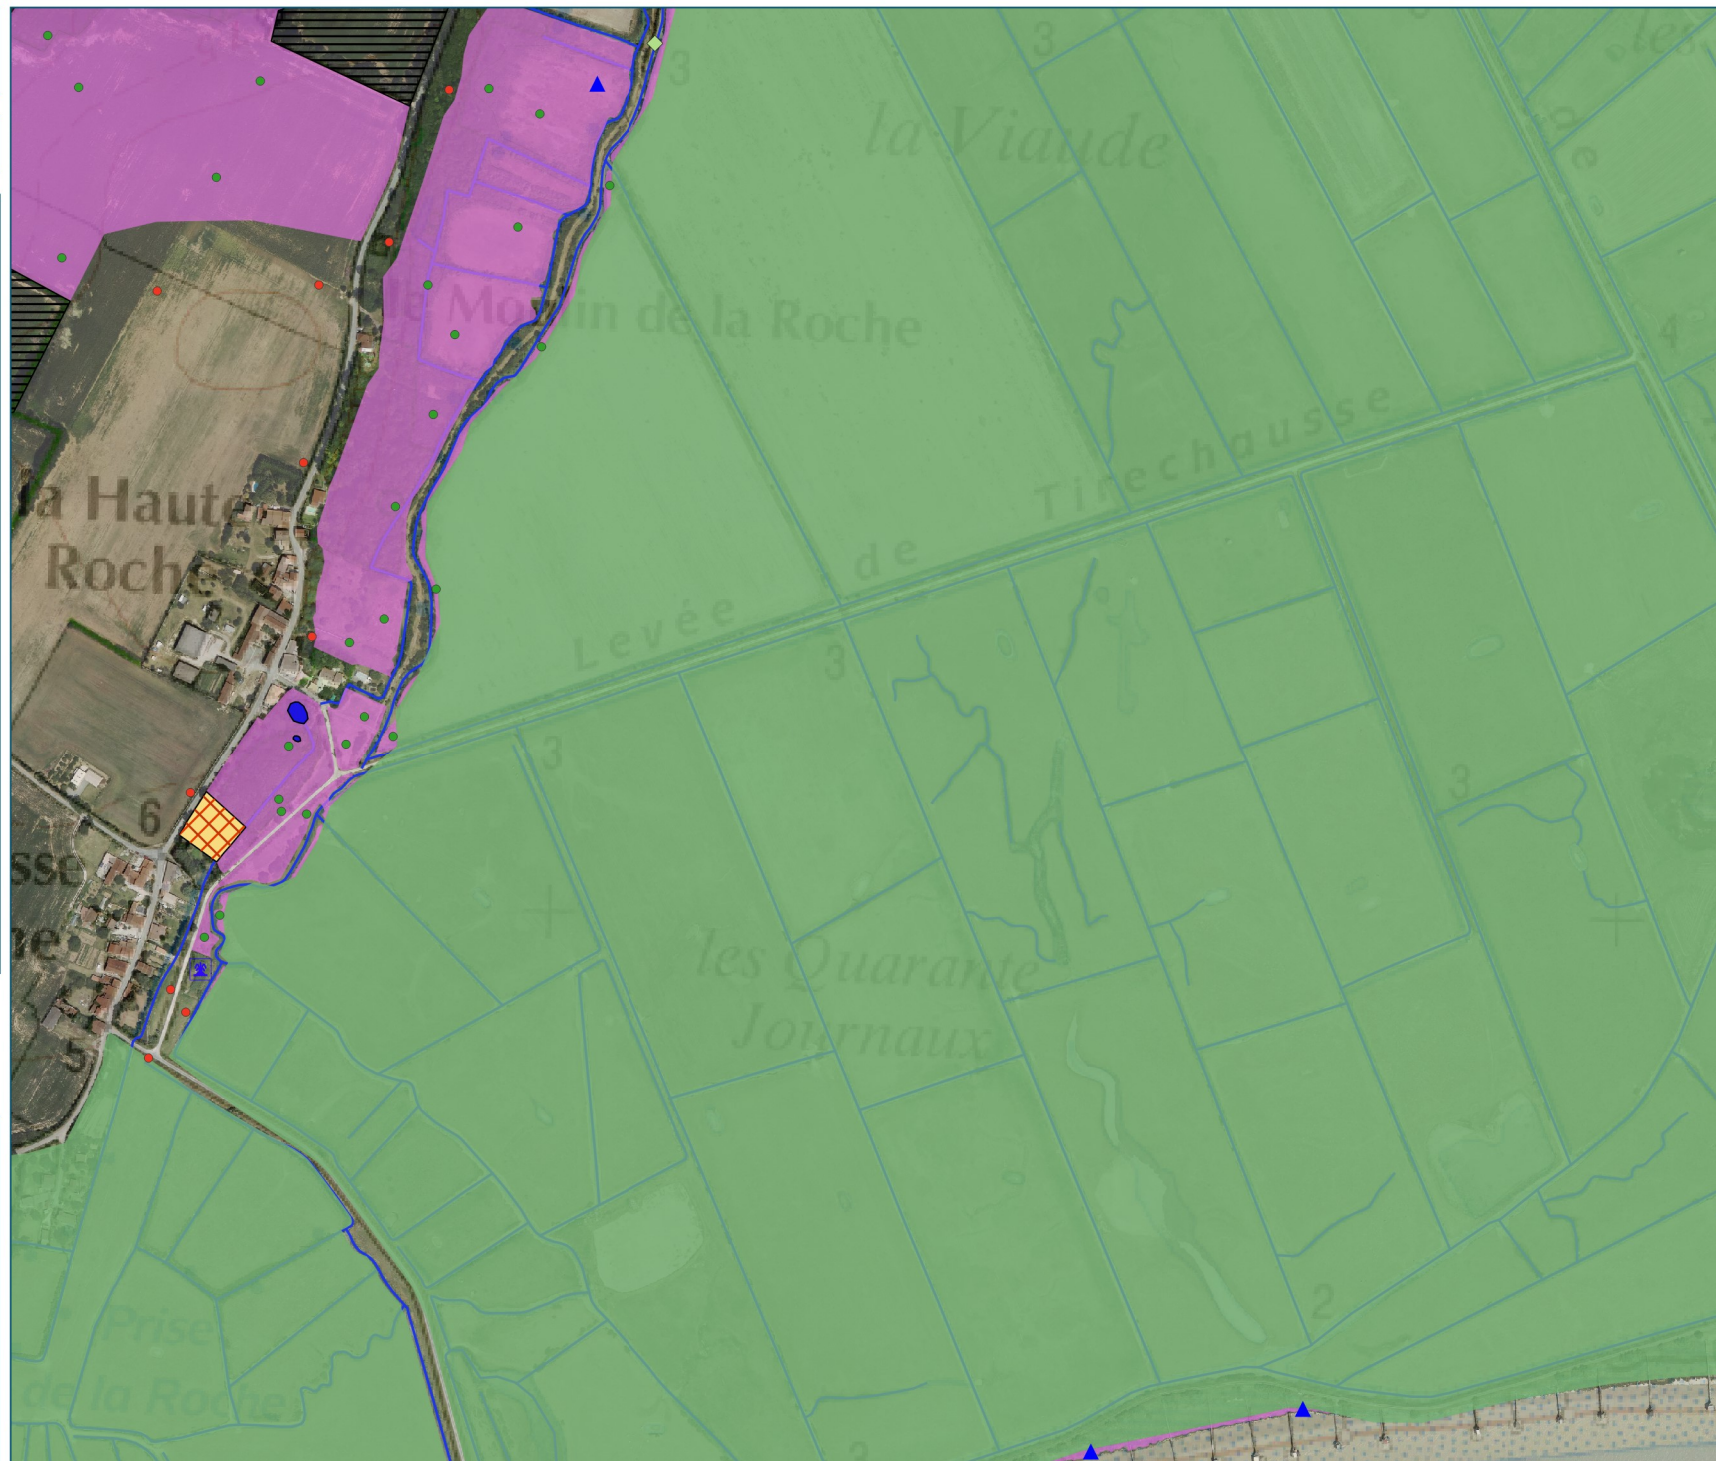 3
3
la Viaude
le Moulin de la Roche
4
la Haute
Roche
Levée de Tirechausse
3
3
3
6
sse
ne
les Quarante
Journaux
5
2
Prise
de la Roche